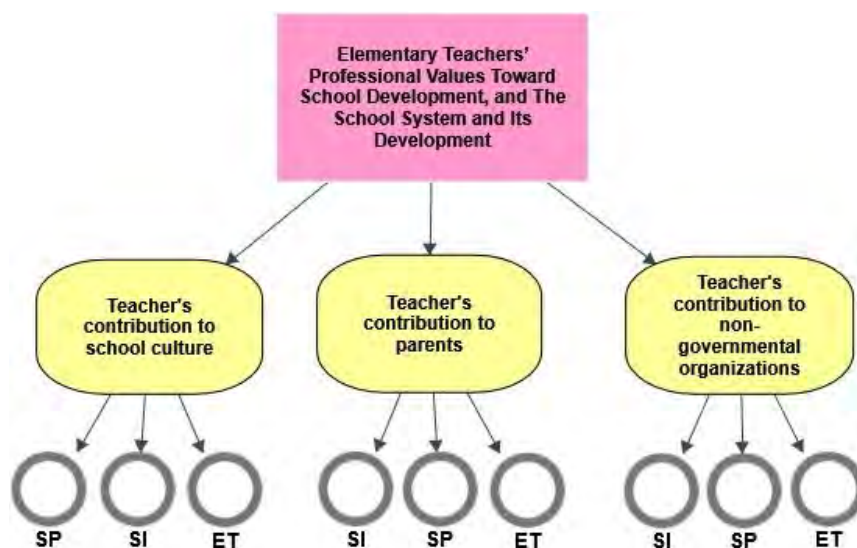 Elementary Teachers'
Professional Values Toward
School Development, and The
School System and Its
Development
Teacher's
contribution to
school culture
Teacher's
contribution to
parents
Teacher's
contribution to
non-
governmental
organizations
SP SI ET SI SP ET SI SP ET